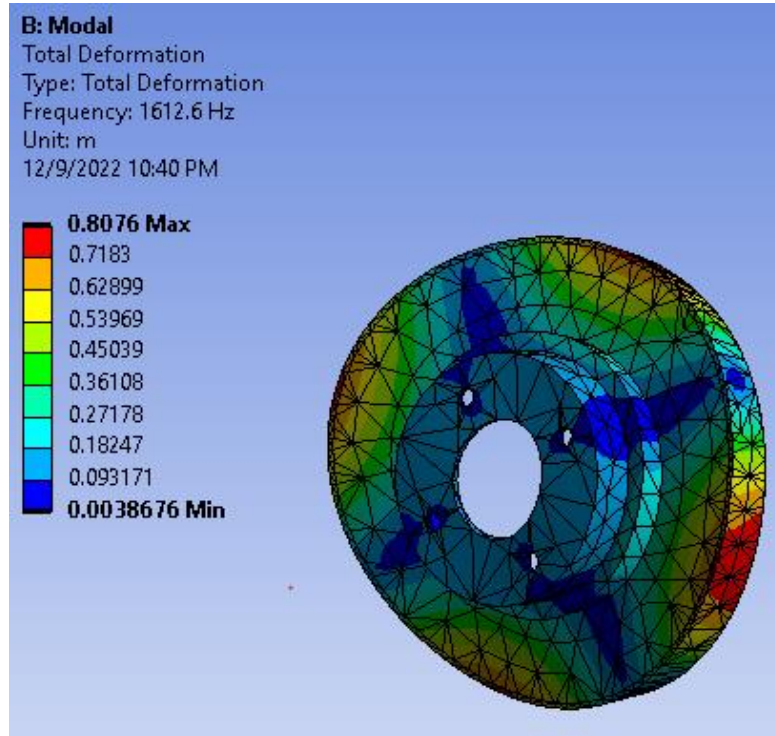 B: Modal
Total Deformation
Type: Total Deformation
Frequency: 1612.6 Hz
Unit: m
12/9/2022 10:40 PM
0.8076 Max
0.7183
0.62899
0.53969
0.45039
0.36108
0.27178
0.18247
0.093171
0.0038676 Min